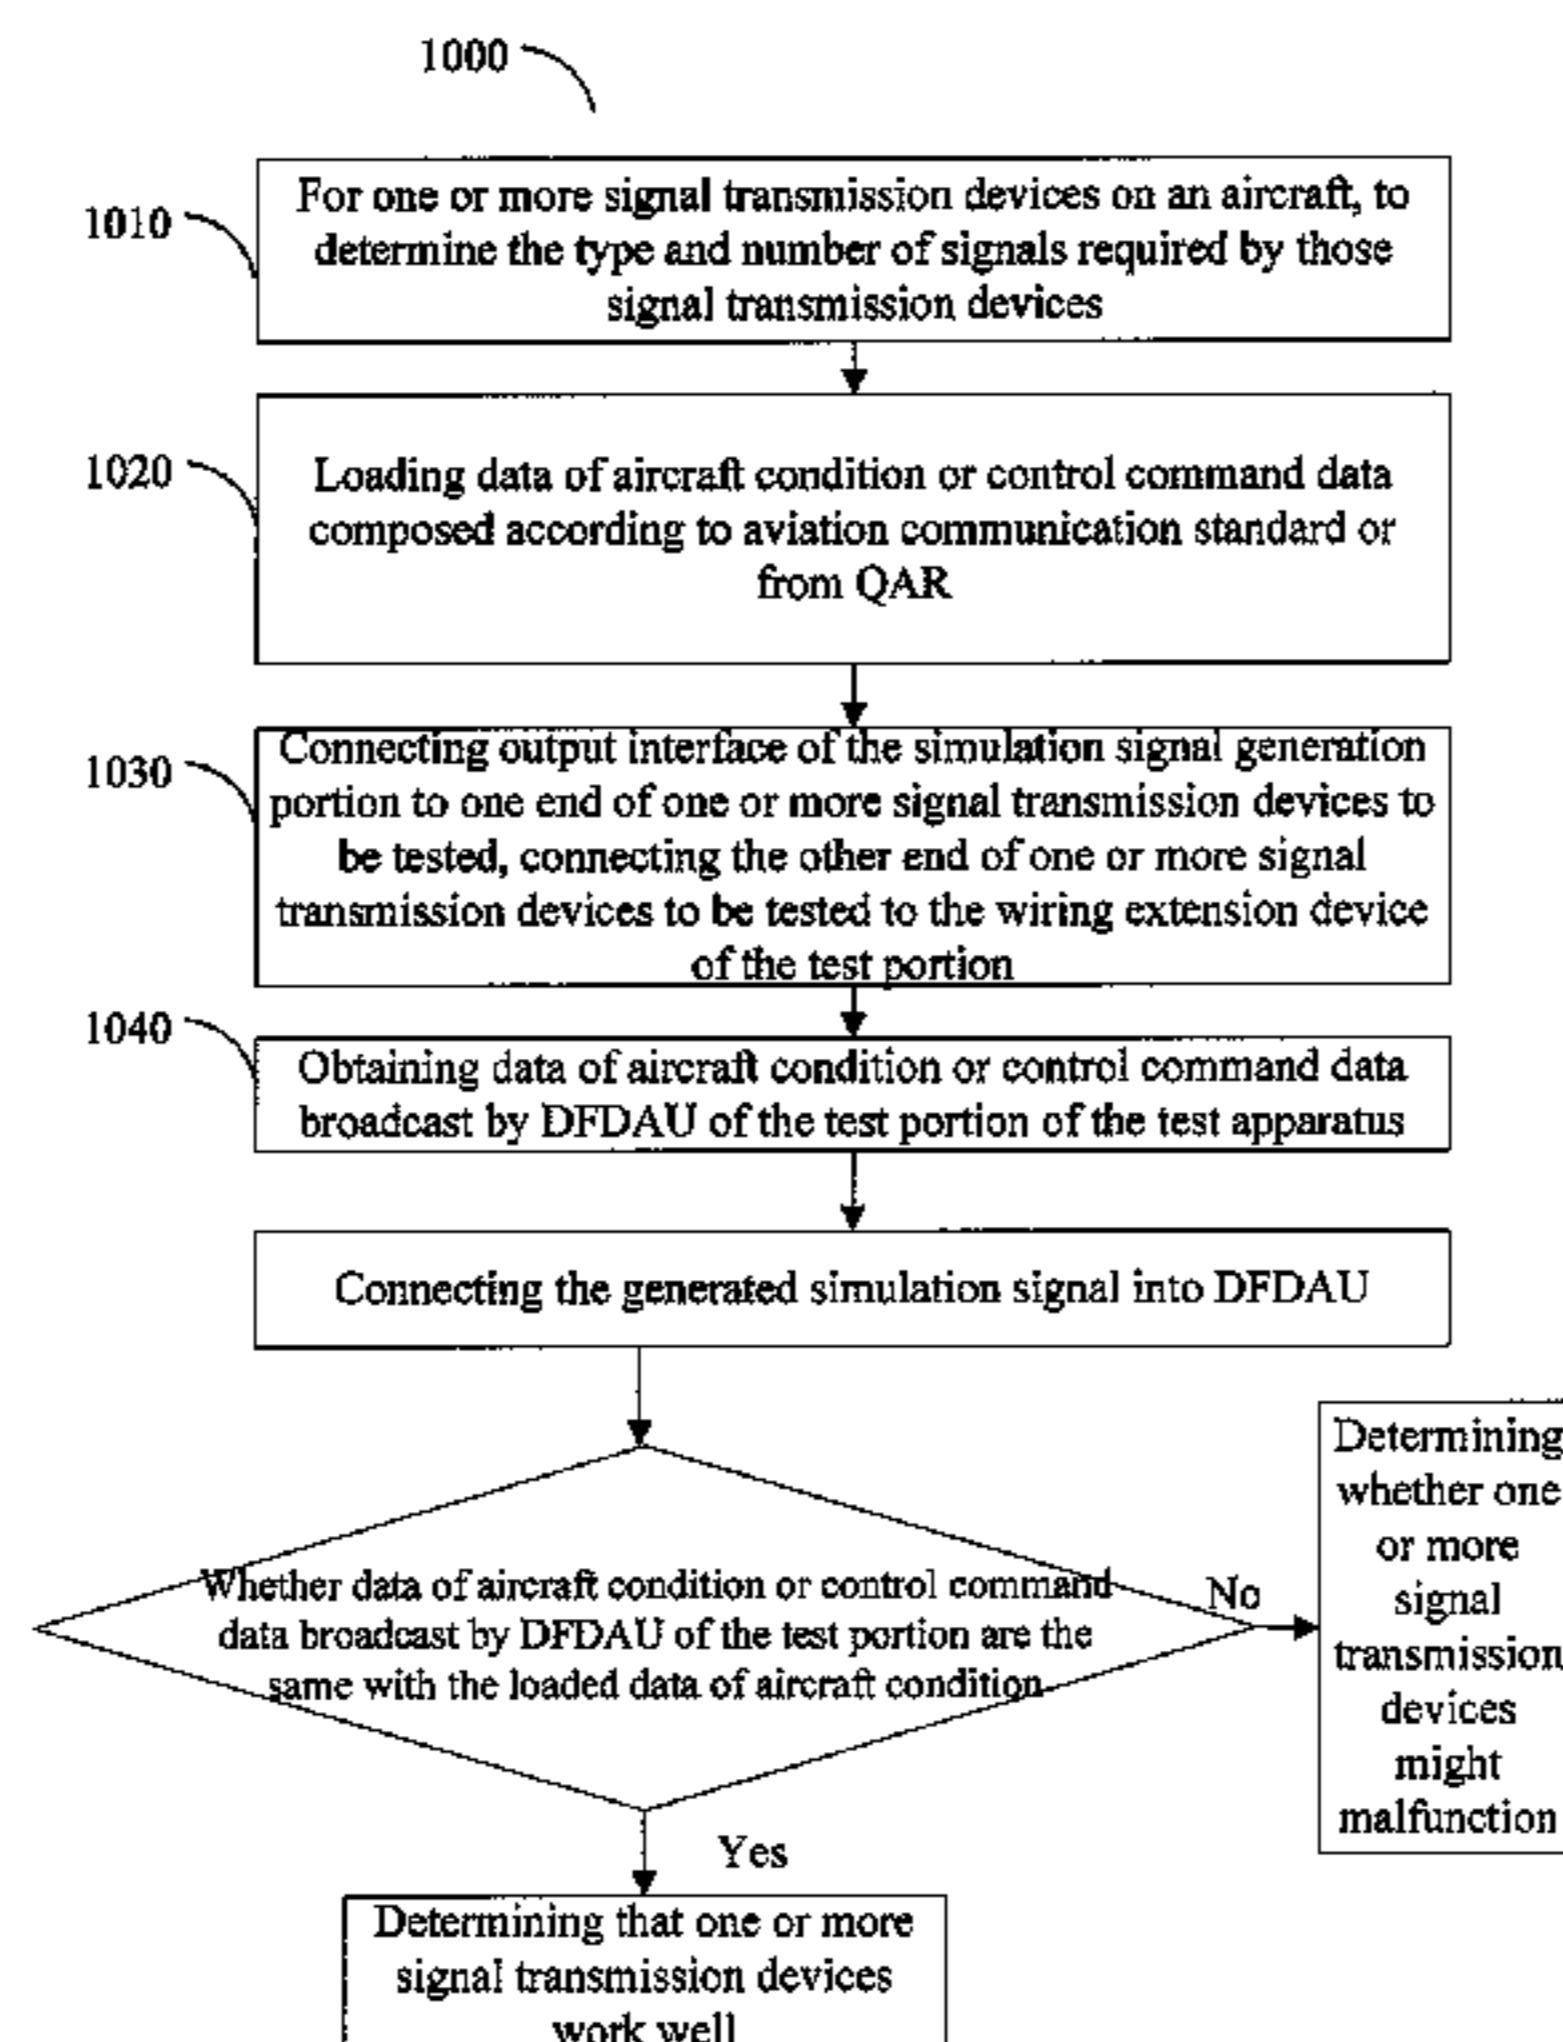 1000
1010
For one or more signal transmission devices on an aircraft, to
determine the type and number of signals required by those
signal transmission devices
1020
Loading data of aircraft condition or control command data
composed according to aviation communication standard or
from QAR
1030
Connecting output interface of the simulation signal generation
portion to one end of one or more signal transmission devices to
be tested, connecting the other end of one or more signal
transmission devices to be tested to the wiring extension device
of the test portion
1040
Obtaining data of aircraft condition or control command data
broadcast by DFDAU of the test portion of the test apparatus
Connecting the generated simulation signal into DFDAU
Whether data of aircraft condition or control command
data broadcast by DFDAU of the test portion are the
same with the loaded data of aircraft condition
No
Determining
whether one
or more
signal
transmission
devices
might
malfunction
Yes
Determining that one or more
signal transmission devices
work well